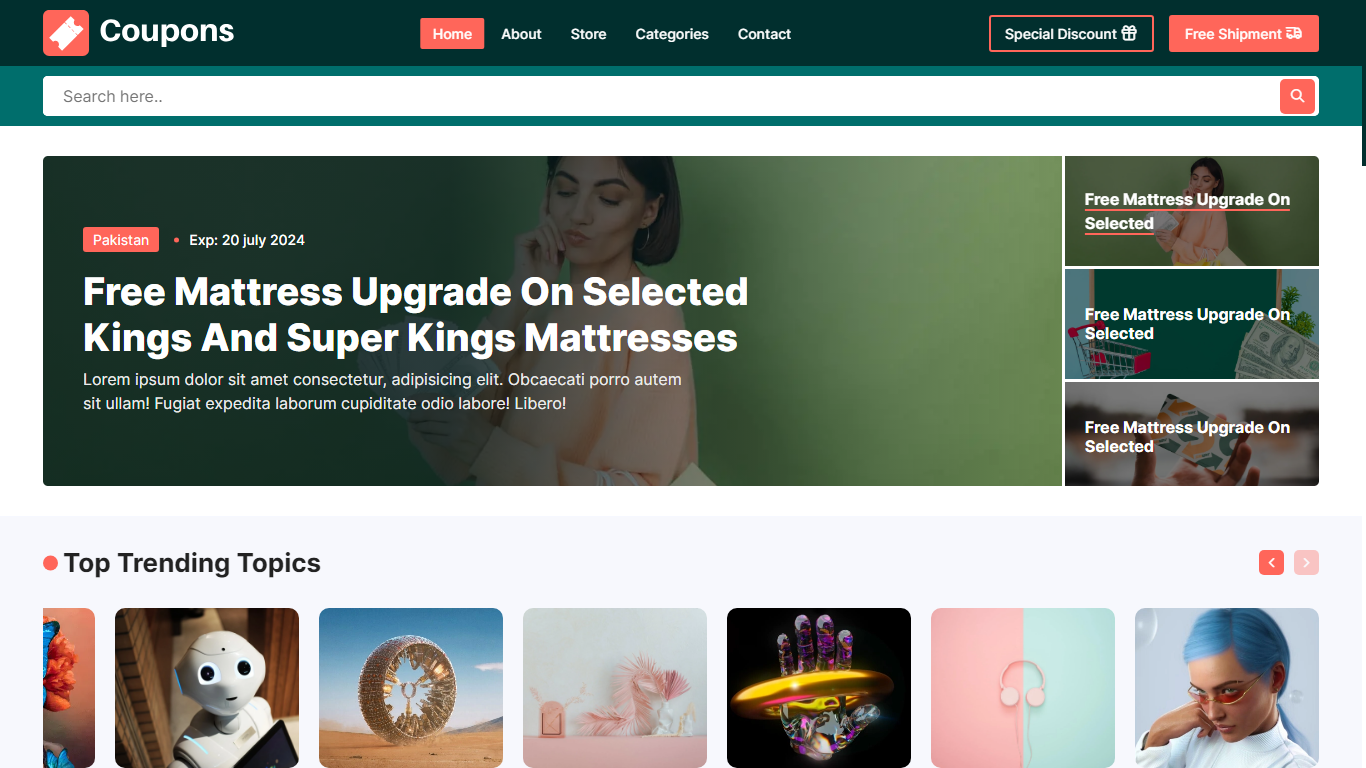 Coupons
Home About Store Categories Contact
Special Discount
Free Shipment
Search here..
Pakistan • Exp: 20 july 2024
Free Mattress Upgrade On Selected
Kings And Super Kings Mattresses
Lorem ipsum dolor sit amet consectetur, adipisicing elit. Obcaecati porro autem
sit ullam! Fugiat expedita laborum cupiditate odio labore! Libero!
Free Mattress Upgrade On
Selected
Free Mattress Upgrade On
Selected
Free Mattress Upgrade On
Selected
Top Trending Topics